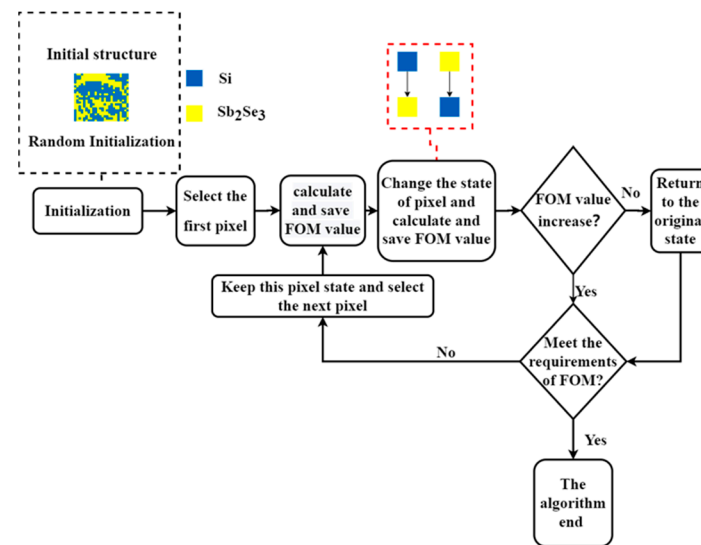 Initial structure
Random Initialization
Si
Sb₂Se₃
Initialization
Select the
first pixel
calculate
and save
FOM value
Change the state
of pixel and
calculate and
save FOM value
FOM value
increase?
No
Return
to the
original
state
Keep this pixel state and select
the next pixel
Yes
Meet the
requirements
of FOM?
No
Yes
The
algorithm
end